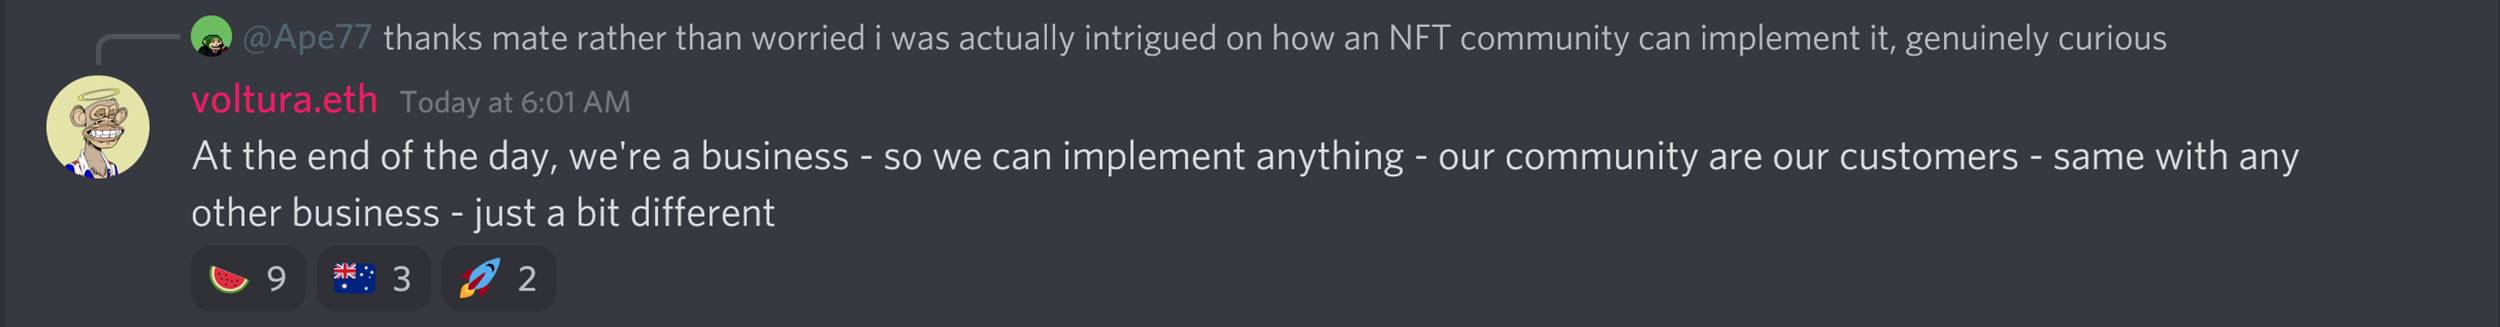 @Ape77 thanks mate rather than worried i was actually intrigued on how an NFT community can implement it, genuinely curious
voltura.eth Today at 6:01 AM
At the end of the day, we're a business - so we can implement anything - our community are our customers - same with any
other business - just a bit different
9 3 2